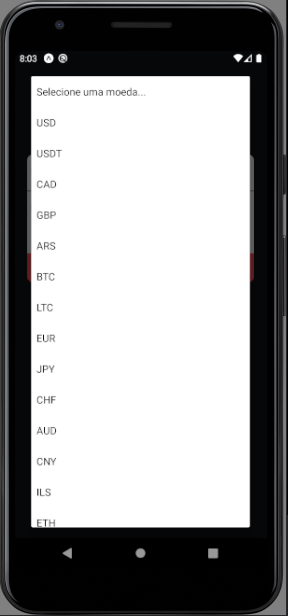 8:03
Selecione uma moeda...
USD
USDT
CAD
GBP
ARS
BTC
LTC
EUR
JPY
CHF
AUD
CNY
ILS
ETH